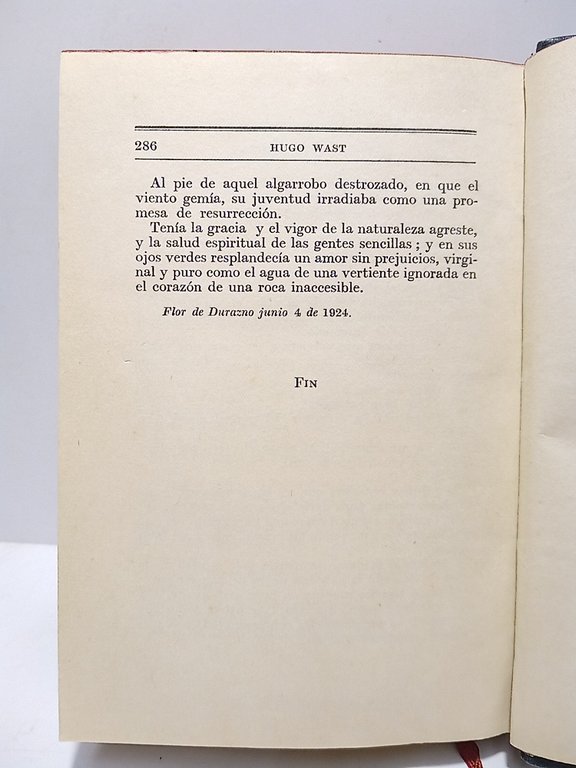 286 HUGO WAST
Al pie de aquel algarrobo destrozado, en que el
viento gemía, su juventud irradiaba como una pro-
mesa de resurrección.
Tenía la gracia y el vigor de la naturaleza agreste,
y la salud espiritual de las gentes sencillas ; y en sus
ojos verdes resplandecía un amor sin prejuicios, virgi-
nal y puro como el agua de una vertiente ignorada en
el corazón de una roca inaccesible.
Flor de Durazno junio 4 de 1924.
FIN